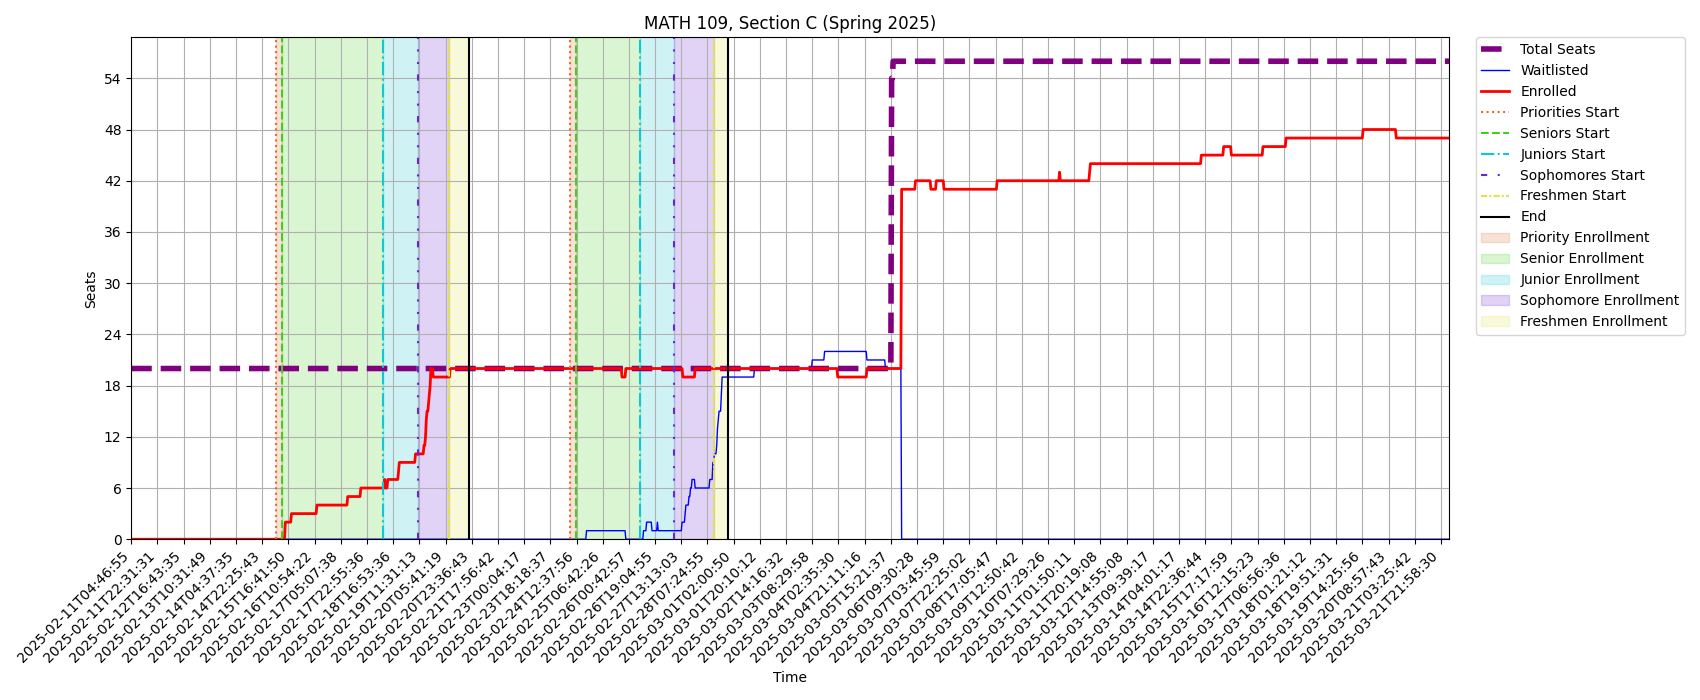 MATH 109, Section C (Spring 2025)
Seats
54
48
42
36
30
24
18
12
6
0
2025-02-11T04:46:55
2025-02-11T22:31:31
2025-02-12T16:43:35
2025-02-13T10:31:49
2025-02-14T04:37:35
2025-02-14T22:25:43
2025-02-15T16:41:50
2025-02-16T10:54:22
2025-02-17T05:07:38
2025-02-17T22:55:36
2025-02-18T16:53:36
2025-02-19T11:31:13
2025-02-20T05:41:19
2025-02-20T23:36:43
2025-02-21T17:56:42
2025-02-23T00:04:17
2025-02-23T18:18:37
2025-02-24T12:37:56
2025-02-25T06:42:26
2025-02-26T00:42:57
2025-02-26T19:04:55
2025-02-27T13:13:03
2025-02-28T07:24:55
2025-03-01T02:00:50
2025-03-01T20:10:12
2025-03-02T14:16:32
2025-03-03T08:29:58
2025-03-04T02:35:30
2025-03-04T21:11:16
2025-03-05T15:21:37
2025-03-06T09:30:28
2025-03-07T03:45:59
2025-03-07T22:25:02
2025-03-08T17:05:47
2025-03-09T12:50:42
2025-03-10T07:29:26
2025-03-11T01:50:11
2025-03-11T20:19:08
2025-03-12T14:55:08
2025-03-13T09:39:17
2025-03-14T04:01:17
2025-03-14T22:36:44
2025-03-15T17:17:59
2025-03-16T12:15:23
2025-03-17T06:56:36
2025-03-18T01:21:12
2025-03-18T19:51:31
2025-03-19T14:25:56
2025-03-20T08:57:43
2025-03-21T03:25:42
2025-03-21T21:58:30
Time
Total Seats
Waitlisted
Enrolled
Priorities Start
Seniors Start
Juniors Start
Sophomores Start
Freshmen Start
End
Priority Enrollment
Senior Enrollment
Junior Enrollment
Sophomore Enrollment
Freshmen Enrollment